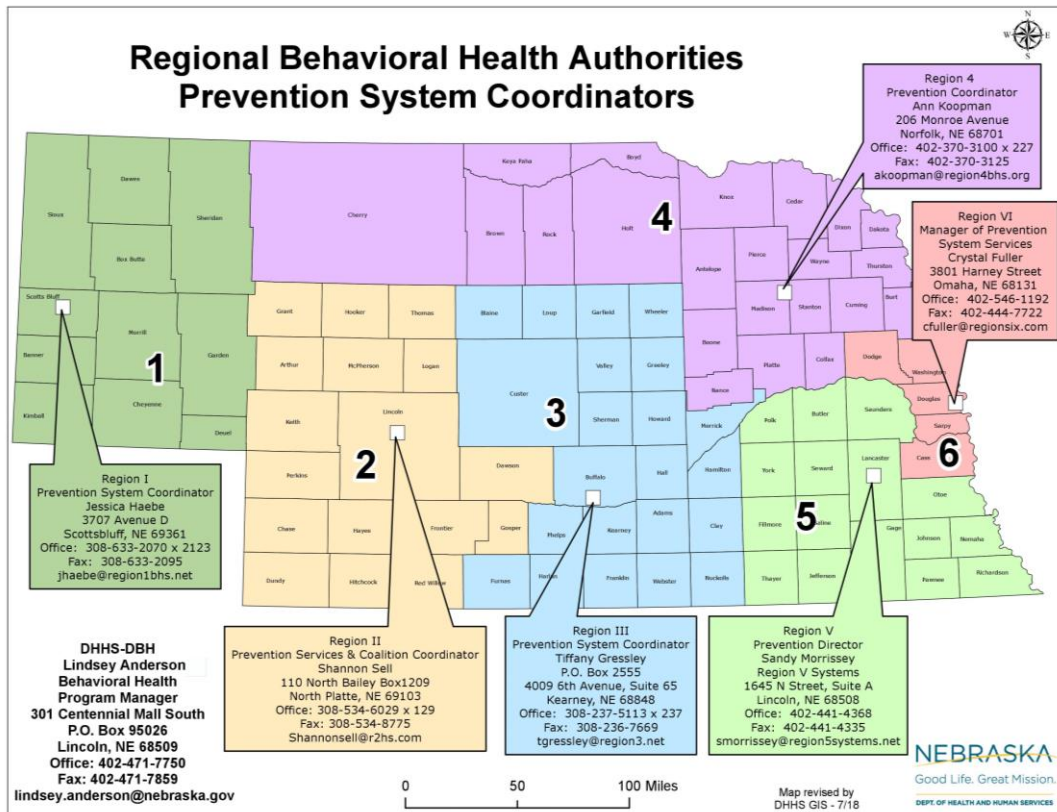 Regional Behavioral Health Authorities
Prevention System Coordinators
N
W
E
S
Region 4
Prevention Coordinator
Ann Koopman
206 Monroe Avenue
Norfolk, NE 68701
Office: 402-370-3100 x 227
Fax: 402-370-3125
akoopman@region4bhs.org
Region VI
Manager of Prevention
System Services
Crystal Fuller
3801 Harney Street
Omaha, NE 68131
Office: 402-546-1192
Fax: 402-444-7722
cfuller@regionsix.com
1
Sioux
Dawes
Sheridan
Box Butte
Scotts Bluff
Morrill
Garden
Banner
Kimball
Cheyenne
Deuel
4
Cherry
Keya Paha
Boyd
Brown
Rock
Holt
Knox
Cedar
Dixon
Dakota
Antelope
Pierce
Wayne
Thurston
Madison
Stanton
Cuming
Burt
Boone
Platte
Colfax
Nance
2
Grant
Hooker
Thomas
Arthur
McPherson
Logan
Keith
Lincoln
Perkins
Dawson
Chase
Hayes
Frontier
Gosper
Dundy
Hitchcock
Red Willow
3
Blaine
Loup
Garfield
Wheeler
Custer
Valley
Greeley
Sherman
Howard
Merrick
Buffalo
Hall
Hamilton
Phelps
Kearney
Adams
Clay
Furnas
Harlan
Franklin
Webster
Nuckolls
5
Polk
Butler
Saunders
York
Seward
Lancaster
Fillmore
Saline
Gage
Otoe
Johnson
Nemaha
Thayer
Jefferson
Pawnee
Richardson
6
Dodge
Washington
Douglas
Sarpy
Cass
Region I
Prevention System Coordinator
Jessica Haebe
3707 Avenue D
Scottsbluff, NE 69361
Office: 308-633-2070 x 2123
Fax: 308-633-2095
jhaebe@region1bhs.net
Region II
Prevention Services & Coalition Coordinator
Shannon Sell
110 North Bailey Box1209
North Platte, NE 69103
Office: 308-534-6029 x 129
Fax: 308-534-8775
Shannonsell@r2hs.com
Region III
Prevention System Coordinator
Tiffany Gressley
P.O. Box 2555
4009 6th Avenue, Suite 65
Kearney, NE 68848
Office: 308-237-5113 x 237
Fax: 308-236-7669
tgressley@region3.net
Region V
Prevention Director
Sandy Morrissey
Region V Systems
1645 N Street, Suite A
Lincoln, NE 68508
Office: 402-441-4368
Fax: 402-441-4335
smorrissey@region5systems.net
DHHS-DBH
Lindsey Anderson
Behavioral Health
Program Manager
301 Centennial Mall South
P.O. Box 95026
Lincoln, NE 68509
Office: 402-471-7750
Fax: 402-471-7859
lindsey.anderson@nebraska.gov
0 50 100 Miles
Map revised by
DHHS GIS - 7/18
NEBRASKA
Good Life. Great Mission.
DEPT. OF HEALTH AND HUMAN SERVICES